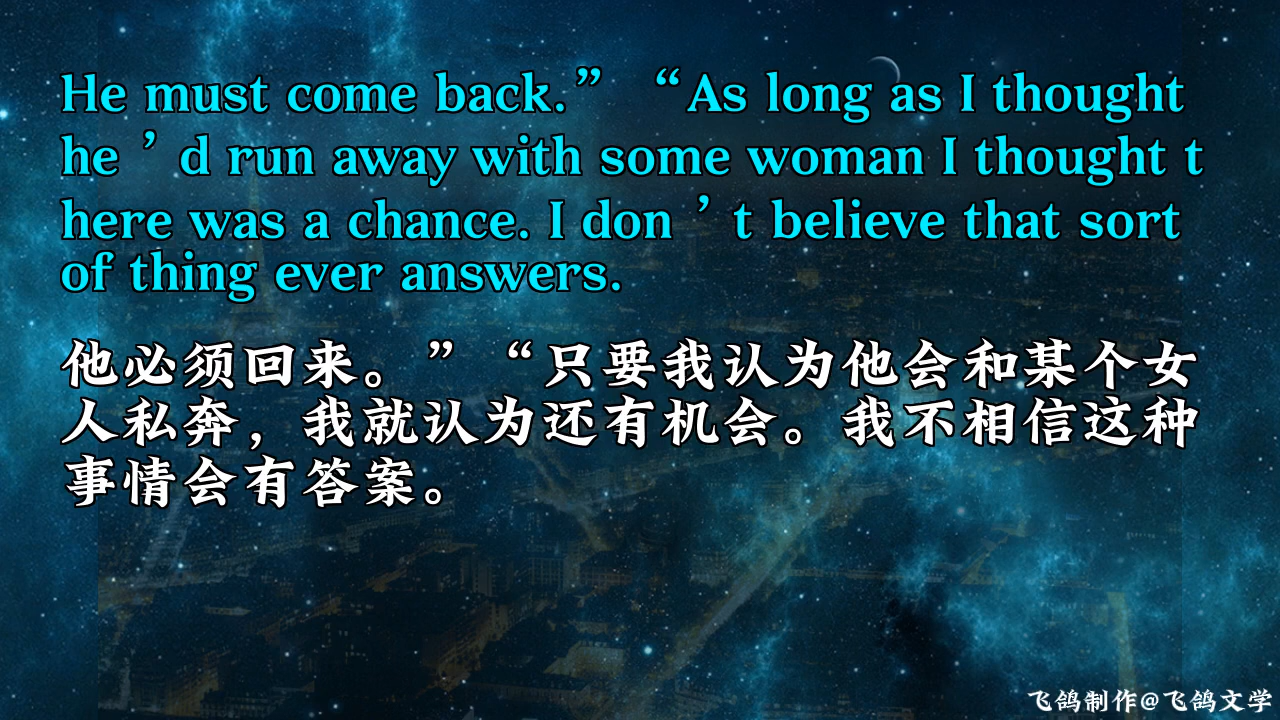 He must come back.” “As long as I thought
he ’ d run away with some woman I thought t
here was a chance. I don ’ t believe that sort
of thing ever answers.
他必须回来。”“只要我认为他会和某个女
人私奔，我就认为还有机会。我不相信这种
事情会有答案。
飞鸽制作@飞鸽文学